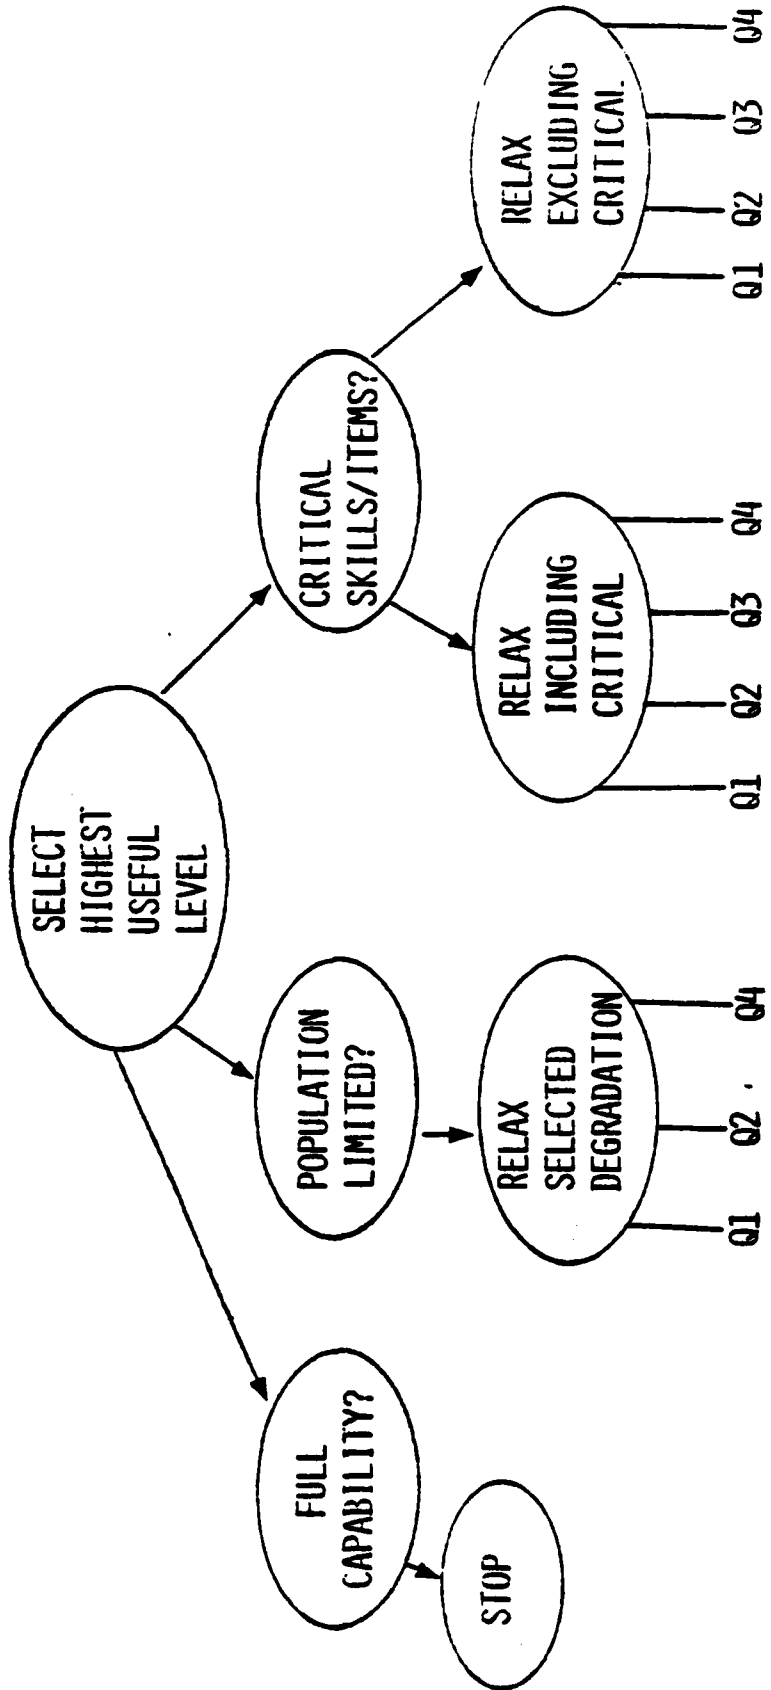 SELECT
HIGHEST
USEFUL
LEVEL
FULL
CAPABILITY?
POPULATION
LIMITED?
CRITICAL
SKILLS/ITEMS?
STOP
RELAX
SELECTED
DEGRADATION
RELAX
INCLUDING
CRITICAL
RELAX
EXCLUDING
CRITICAL
Q1 Q2 Q4
Q1 Q2 Q3 Q4
Q1 Q2 Q3 Q4